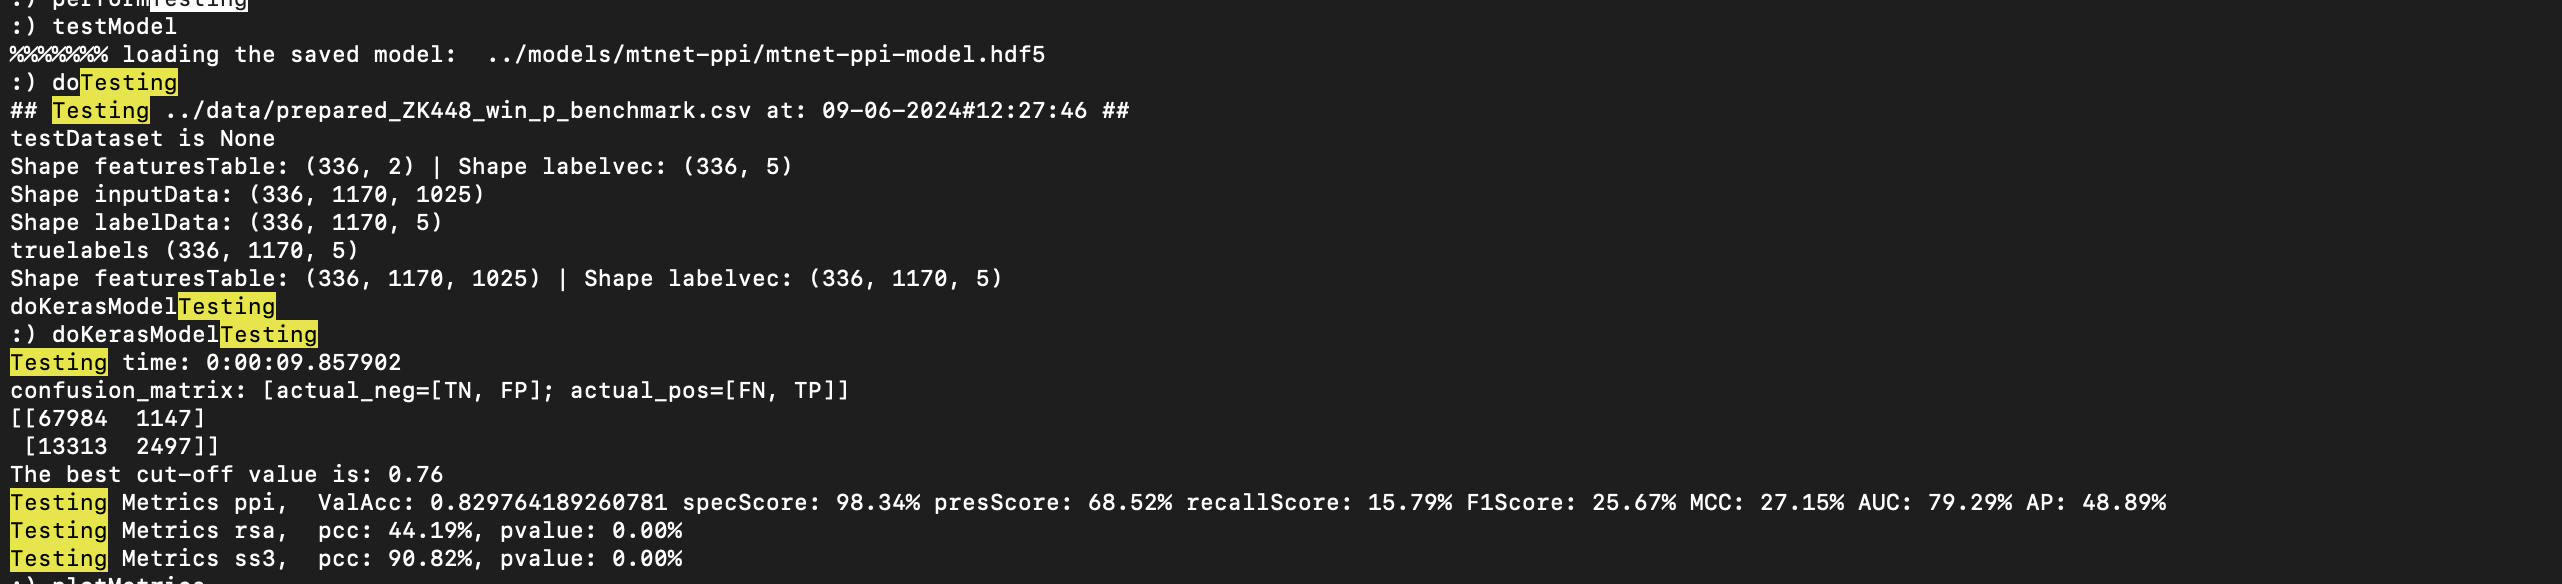 :) performTesting
:) testModel
%%%%%%% loading the saved model:  ../models/mtnet-ppi/mtnet-ppi-model.hdf5
:) doTesting
## Testing ../data/prepared_ZK448_win_p_benchmark.csv at: 09-06-2024#12:27:46 ##
testDataset is None
Shape featuresTable: (336, 2) | Shape labelvec: (336, 5)
Shape inputData: (336, 1170, 1025)
Shape labelData: (336, 1170, 5)
truelabels (336, 1170, 5)
Shape featuresTable: (336, 1170, 1025) | Shape labelvec: (336, 1170, 5)
doKerasModelTesting
:) doKerasModelTesting
Testing time: 0:00:09.857902
confusion_matrix: [actual_neg=[TN, FP]; actual_pos=[FN, TP]]
[[67984  1147]
 [13313  2497]]
The best cut-off value is: 0.76
Testing Metrics ppi,  ValAcc: 0.829764189260781 specScore: 98.34% presScore: 68.52% recallScore: 15.79% F1Score: 25.67% MCC: 27.15% AUC: 79.29% AP: 48.89%
Testing Metrics rsa,  pcc: 44.19%, pvalue: 0.00%
Testing Metrics ss3,  pcc: 90.82%, pvalue: 0.00%
:) plotMetrics